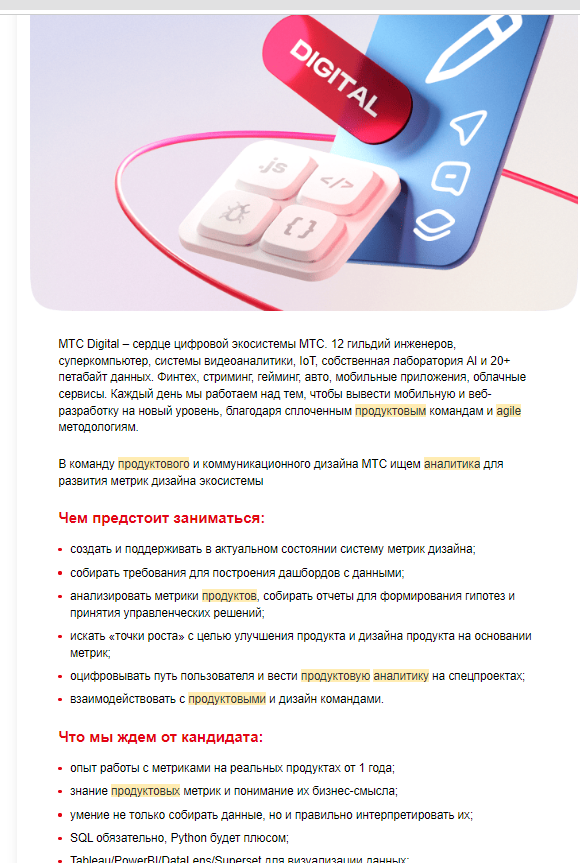 DIGITAL
.js
</>
{}
МТС Digital – сердце цифровой экосистемы МТС. 12 гильдий инженеров,
суперкомпьютер, системы видеоаналитики, IoT, собственная лаборатория AI и 20+
петабайт данных. Финтех, стриминг, гейминг, авто, мобильные приложения, облачные
сервисы. Каждый день мы работаем над тем, чтобы вывести мобильную и веб-
разработку на новый уровень, благодаря сплоченным продуктовым командам и agile
методологиям.
В команду продуктового и коммуникационного дизайна МТС ищем аналитика для
развития метрик дизайна экосистемы
Чем предстоит заниматься:
• создать и поддерживать в актуальном состоянии систему метрик дизайна;
• собирать требования для построения дашбордов с данными;
• анализировать метрики продуктов, собирать отчеты для формирования гипотез и
принятия управленческих решений;
• искать «точки роста» с целью улучшения продукта и дизайна продукта на основании
метрик;
• оцифровывать путь пользователя и вести продуктовую аналитику на спецпроектах;
• взаимодействовать с продуктовыми и дизайн командами.
Что мы ждем от кандидата:
• опыт работы с метриками на реальных продуктах от 1 года;
• знание продуктовых метрик и понимание их бизнес-смысла;
• умение не только собирать данные, но и правильно интерпретировать их;
• SQL обязательно, Python будет плюсом;
• Tableau/PowerBI/DataLens/Superset для визуализации данных;